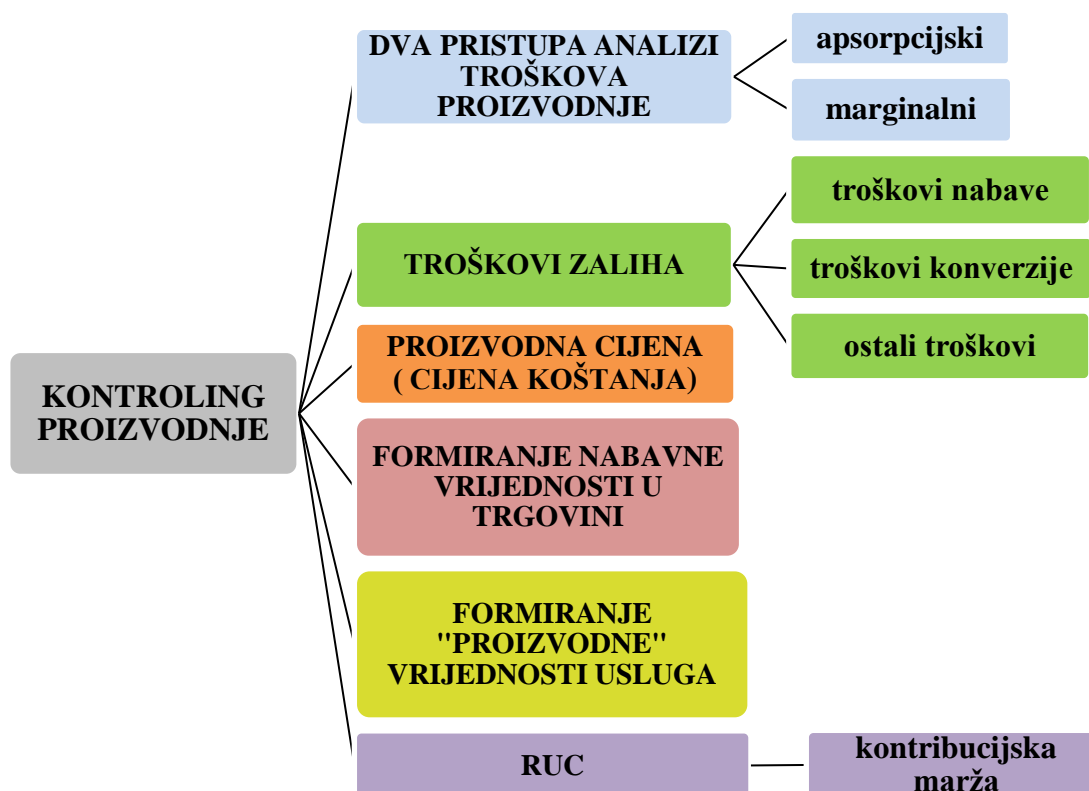 KONTROLING
PROIZVODNJE
DVA PRISTUPA ANALIZI
TROŠKOVA
PROIZVODNJE
apsorpcijski
marginalni
TROŠKOVI ZALIHA
troškovi nabave
troškovi konverzije
ostali troškovi
PROIZVODNA CIJENA
( CIJENA KOŠTANJA)
FORMIRANJE NABAVNE
VRIJEDNOSTI U
TRGOVINI
FORMIRANJE
"PROIZVODNE"
VRIJEDNOSTI USLUGA
RUC
kontribucijska
marža